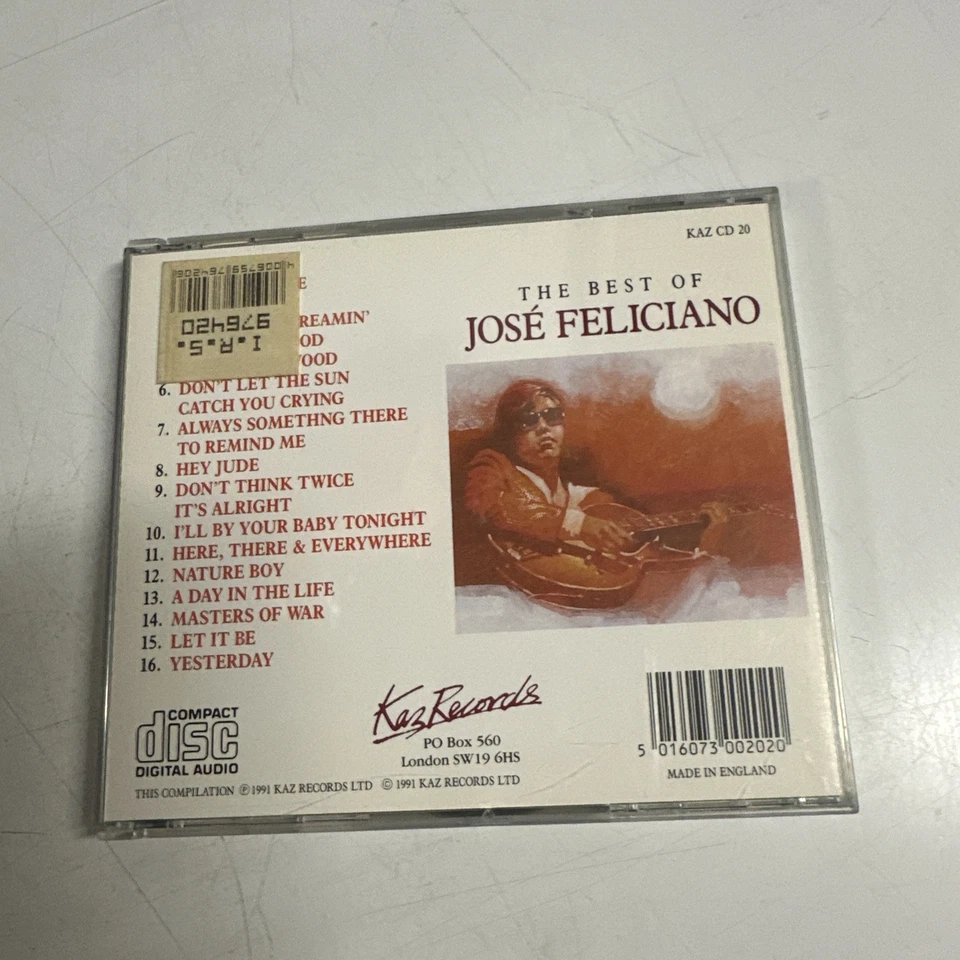 KAZ CD 20
THE BEST OF
JOSÉ FELICIANO
976420
I.R.S.
6. DON'T LET THE SUN
CATCH YOU CRYING
7. ALWAYS SOMETHNG THERE
TO REMIND ME
8. HEY JUDE
9. DON'T THINK TWICE
IT'S ALRIGHT
10. I'LL BY YOUR BABY TONIGHT
11. HERE, THERE & EVERYWHERE
12. NATURE BOY
13. A DAY IN THE LIFE
14. MASTERS OF WAR
15. LET IT BE
16. YESTERDAY
COMPACT
disc
DIGITAL AUDIO
Kaz Records
PO Box 560
London SW19 6HS
THIS COMPILATION ℗ 1991 KAZ RECORDS LTD © 1991 KAZ RECORDS LTD
5 016073 002020
MADE IN ENGLAND